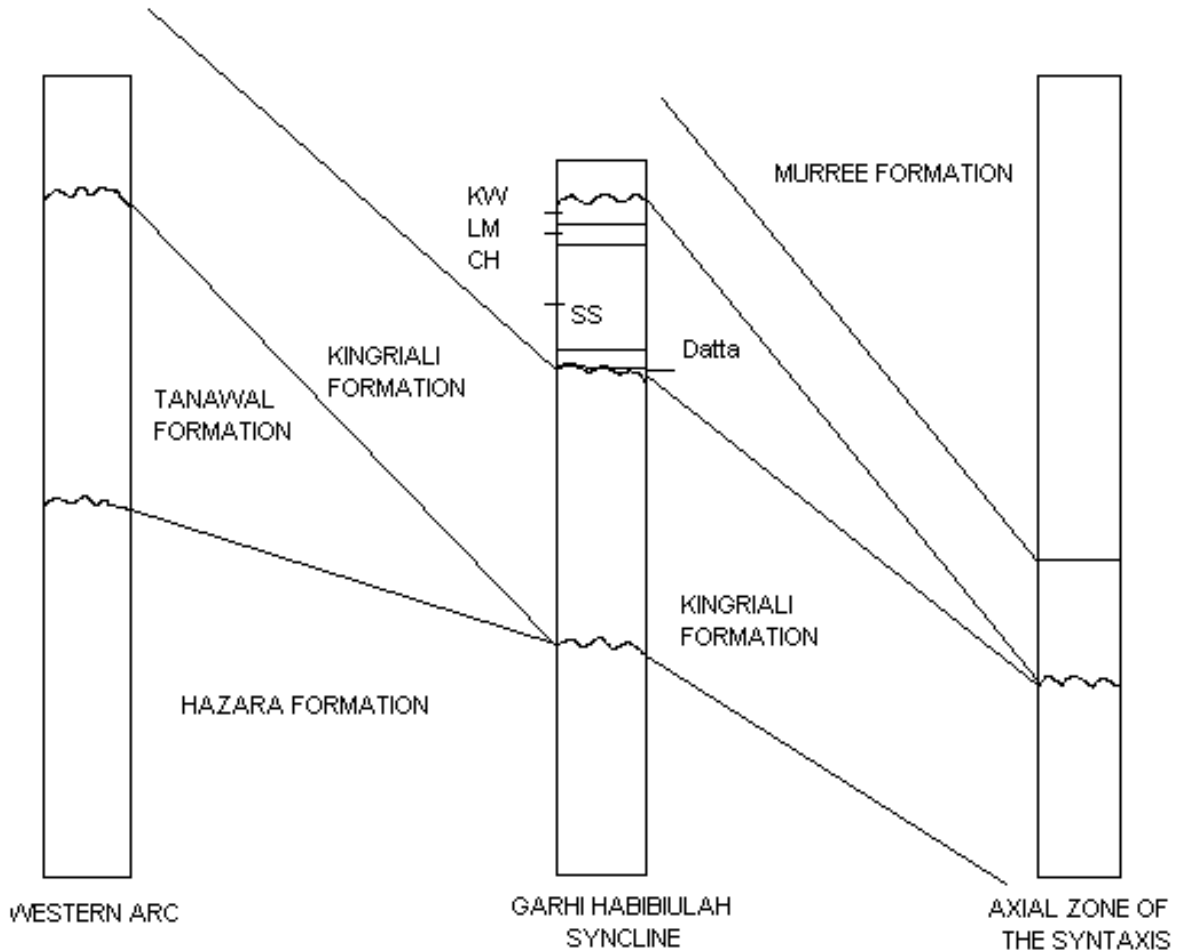 MURREE FORMATION
KW
LM
CH
SS
Datta
KINGRIALI
FORMATION
TANAWAL
FORMATION
KINGRIALI
FORMATION
HAZARA FORMATION
WESTERN ARC
GARHI HABIBIULAH
SYNCLINE
AXIAL ZONE OF
THE SYNTAXIS